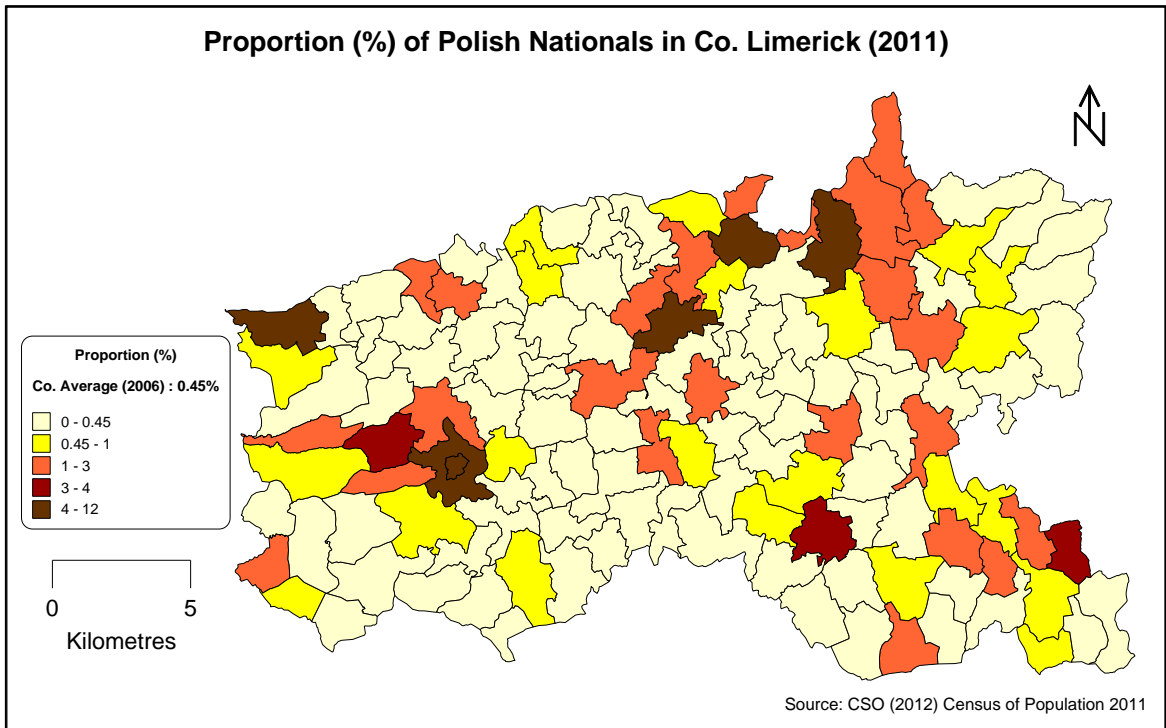 Proportion (%) of Polish Nationals in Co. Limerick (2011)
N
Proportion (%)
Co. Average (2006) : 0.45%
0 - 0.45
0.45 - 1
1 - 3
3 - 4
4 - 12
0 5
Kilometres
Source: CSO (2012) Census of Population 2011